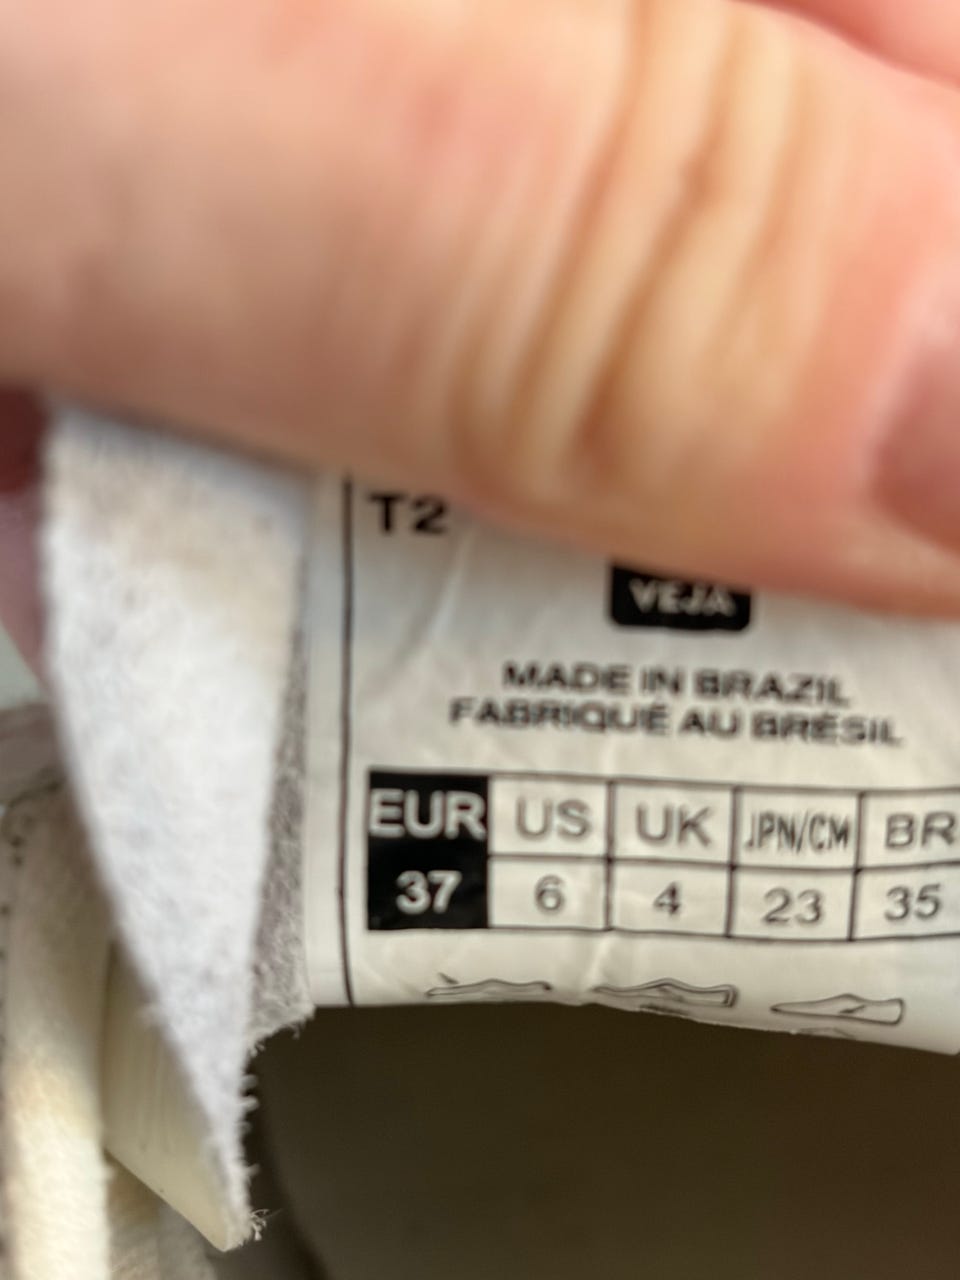 T2
VEJA
MADE IN BRAZIL
FABRIQUÉ AU BRÉSIL
EUR US UK JPN/CM BR
37 6 4 23 35